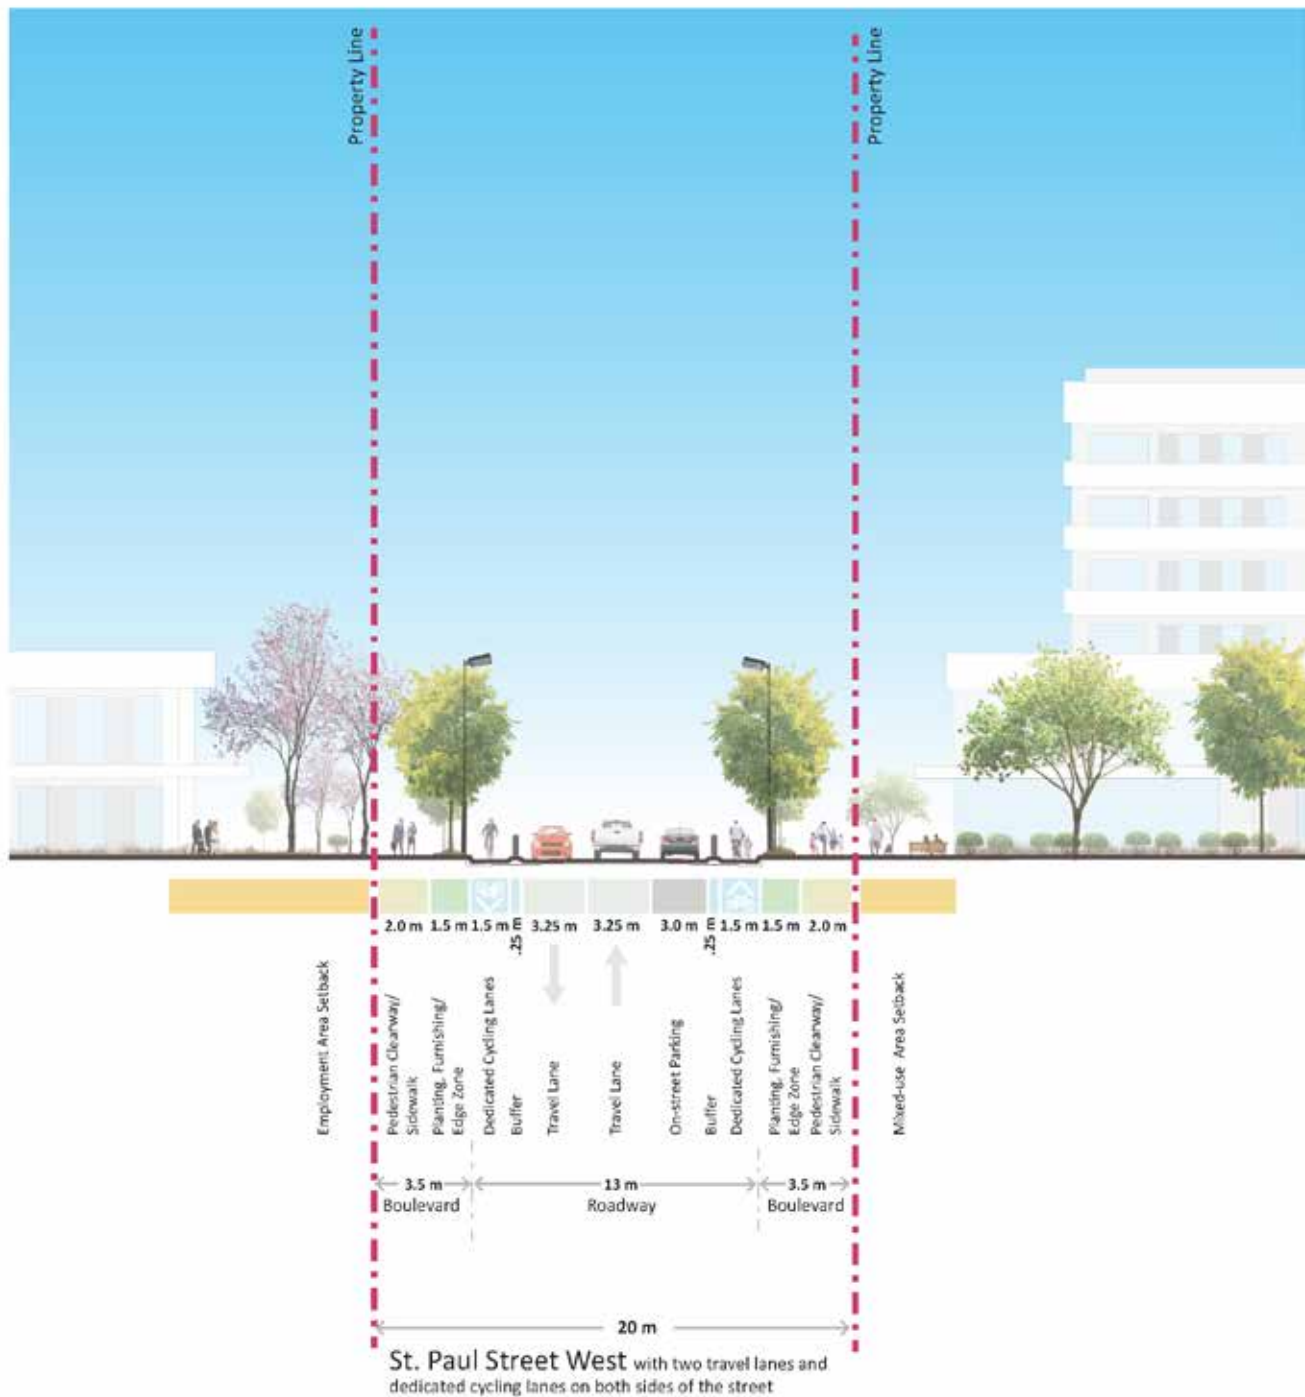 Property Line
Property Line
2.0 m 1.5 m 1.5 m .25 m 3.25 m 3.25 m 3.0 m .25 m 1.5 m 1.5 m 2.0 m
Employment Area Setback
Pedestrian Clearway/
Sidewalk
Planting, Furnishing/
Edge Zone
Dedicated Cycling Lanes
Buffer
Travel Lane
Travel Lane
On-street Parking
Buffer
Dedicated Cycling Lanes
Planting, Furnishing/
Edge Zone
Pedestrian Clearway/
Sidewalk
Mixed-use Area Setback
3.5 m 13 m 3.5 m
Boulevard Roadway Boulevard
20 m
St. Paul Street West with two travel lanes and
dedicated cycling lanes on both sides of the street